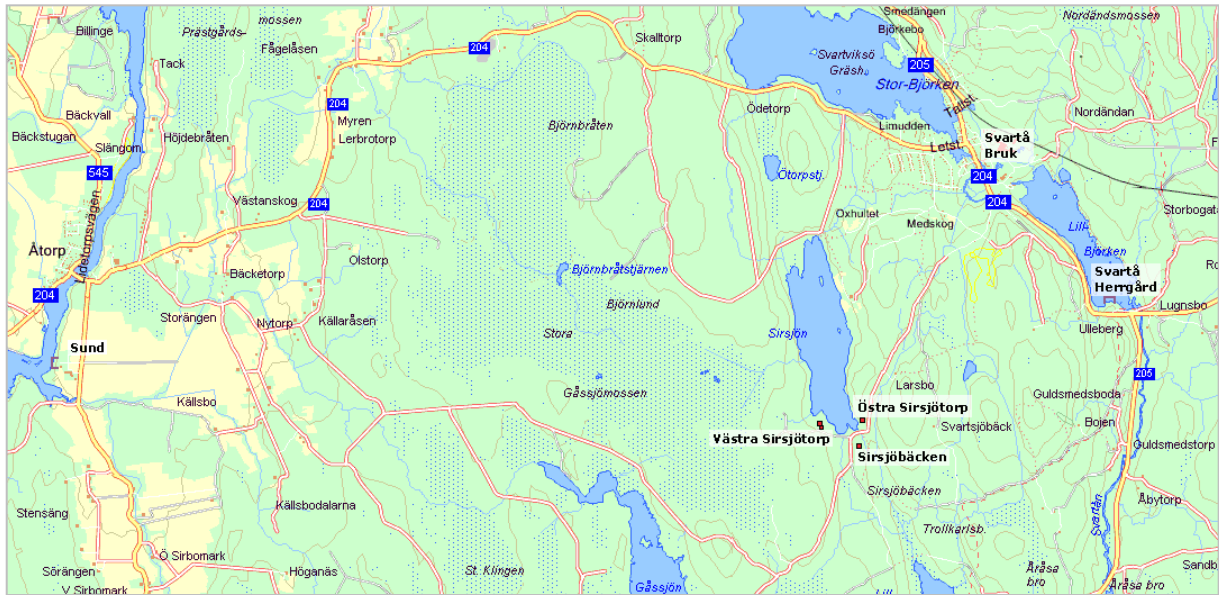 Billinge
Prästgårds-
mossen
Fågelåsen
Tack
204
Skalltorp
Smedängen
Björkebo
Nordändsmossen
Svartviksö
Gräsh.
205
Stor-Björken
Tallst.
204
Myren
Lerbrotorp
Bäckvall
Bäckstugan
Slängom
Höjdebråten
Björnbråten
Ödetorp
Limudden
Letst.
Svartå
Bruk
Nordändan
545
Lidetorpsvägen
Västanskog
204
Ötorpstj.
204
204
Oxhultet
Medskog
Storbogata
Åtorp
Olstorp
Lill-
Björken
Bäcketorp
Björnbråtstjärnen
Svartå
Herrgård
204
Björnlund
Lugnsbo
Storängen
Nytorp
Källaråsen
Stora
Sirsjön
Ulleberg
Sund
205
Källsbo
Gåssjömossen
Larsbo
Guldsmedsboda
Östra Sirsjötorp
Svartsjöbäck
Bojen
Västra Sirsjötorp
Guldsmedstorp
Sirsjöbäcken
Sirsjöbäcken
Åbytorp
Källsbodalarna
Stensäng
Trollkarlsb.
Svartån
Ö Sirbomark
Höganäs
St. Klingen
Åråsa
bro
Sandb
Sörängen
V Sirbomark
Gåssjön
Lill
Åråsa bro